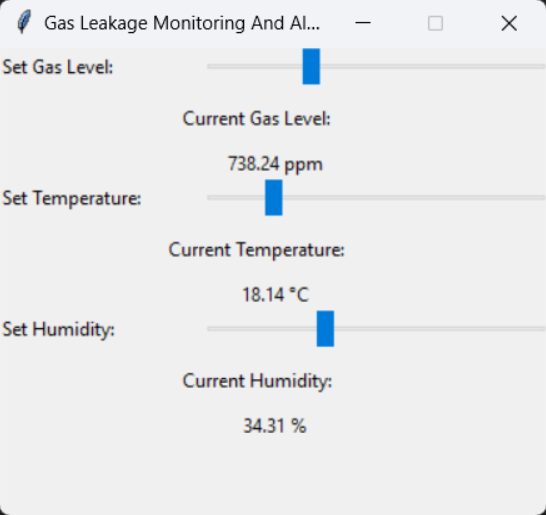 Gas Leakage Monitoring And Al...
Set Gas Level:
Current Gas Level:
738.24 ppm
Set Temperature:
Current Temperature:
18.14 °C
Set Humidity:
Current Humidity:
34.31 %